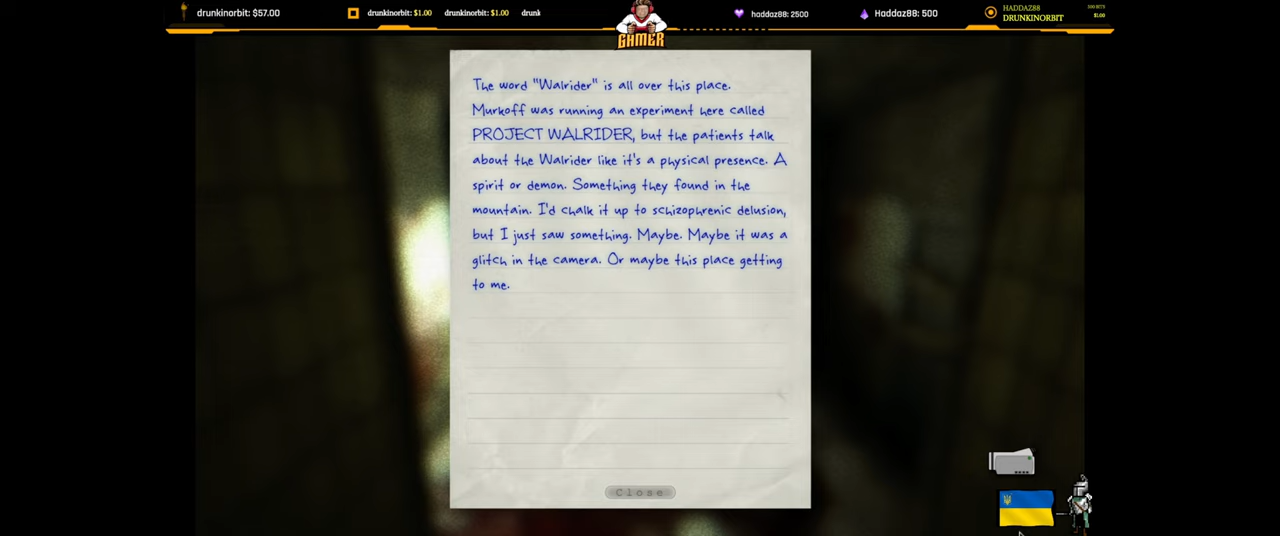 drunkinorbit: $57.00
drunkinorbit: $1.00 drunkinorbit: $1.00 drunk
GAMER
haddaz88: 2500
Haddaz88: 500
HADDAZ88
DRUNKINORBIT
500 BITS
$1.00
The word "Walrider" is all over this place.
Murkoff was running an experiment here called
PROJECT WALRIDER, but the patients talk
about the Walrider like it's a physical presence. A
spirit or demon. Something they found in the
mountain. I'd chalk it up to schizophrenic delusion,
but I just saw something. Maybe. Maybe it was a
glitch in the camera. Or maybe this place getting
to me.
Close